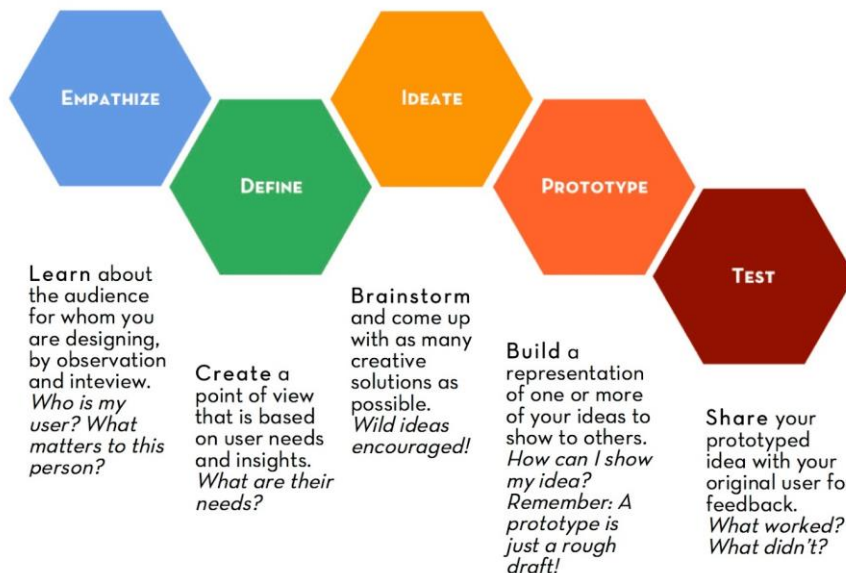 EMPATHIZE
DEFINE
IDEATE
PROTOTYPE
TEST
Learn about
the audience
for whom you
are designing,
by observation
and inteview.
Who is my
user? What
matters to this
person?
Create a
point of view
that is based
on user needs
and insights.
What are their
needs?
Brainstorm
and come up
with as many
creative
solutions as
possible.
Wild ideas
encouraged!
Build a
representation
of one or more
of your ideas to
show to others.
How can I show
my idea?
Remember: A
prototype is
just a rough
draft!
Share your
prototyped
idea with your
original user fo
feedback.
What worked?
What didn't?